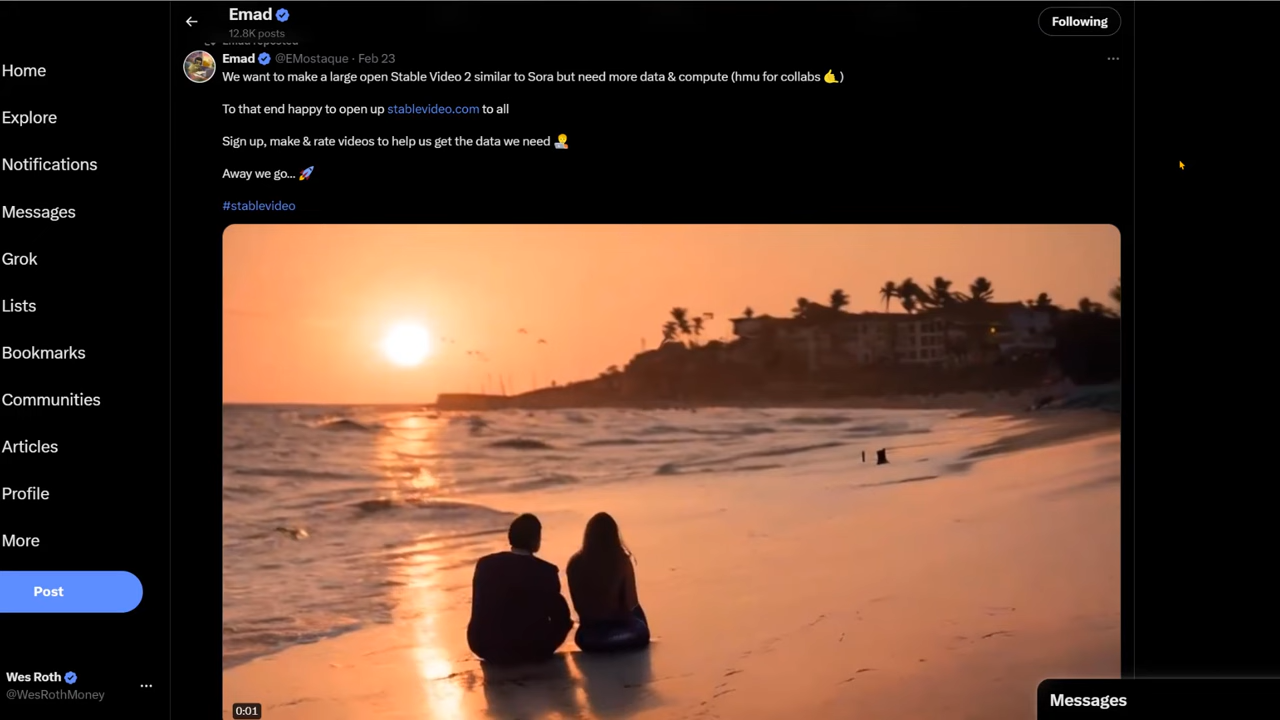 Emad
12.8K posts
Following
Emad reposted
Emad @EMostaque · Feb 23
We want to make a large open Stable Video 2 similar to Sora but need more data & compute (hmu for collabs 🤙)
To that end happy to open up stablevideo.com to all
Sign up, make & rate videos to help us get the data we need
Away we go... 🚀
#stablevideo
0:01
Home
Explore
Notifications
Messages
Grok
Lists
Bookmarks
Communities
Articles
Profile
More
Post
Wes Roth
@WesRothMoney
Messages